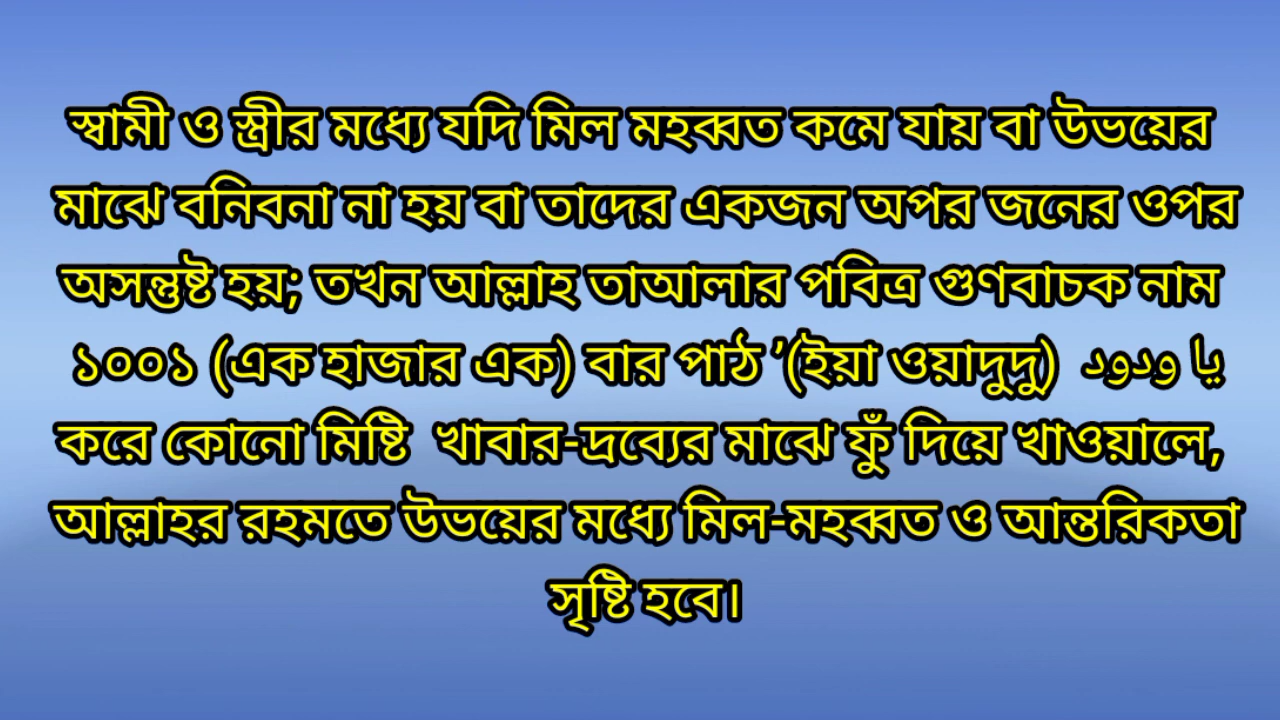 স্বামী ও স্ত্রীর মধ্যে যদি মিল মহব্বত কমে যায় বা উভয়ের
মাঝে বনিবনা না হয় বা তাদের একজন অপর জনের ওপর
অসন্তুষ্ট হয়; তখন আল্লাহ তাআলার পবিত্র গুণবাচক নাম
১০০১ (এক হাজার এক) বার পাঠ ’(ইয়া ওয়াদুদু) يا ودود
করে কোনো মিষ্টি খাবার-দ্রব্যের মাঝে ফুঁ দিয়ে খাওয়ালে,
আল্লাহর রহমতে উভয়ের মধ্যে মিল-মহব্বত ও আন্তরিকতা
সৃষ্টি হবে।